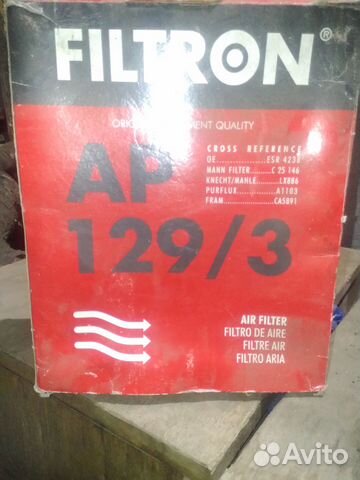 FILTRON®
ORIGINAL EQUIPMENT QUALITY
CROSS REFERENCE
OE..............ESR 4238
MANN FILTER.......C 25 146
KNECHT/MAHLE......LX886
PURFLUX..........A1103
FRAM.............CA5891
AP
129/3
AIR FILTER
FILTRO DE AIRE
FILTRE AIR
FILTRO ARIA
Avito